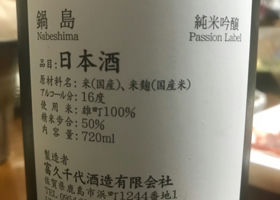 鍋島
Nabeshima
純米吟醸
Passion Label
品目：日本酒
原材料名：米(国産)、米麹(国産米)
アルコール分：16度
使用米：雄町100%
精米歩合：50%
内容量：720ml
製造者
富久千代酒造有限会社
佐賀県鹿島市浜町1244番地1